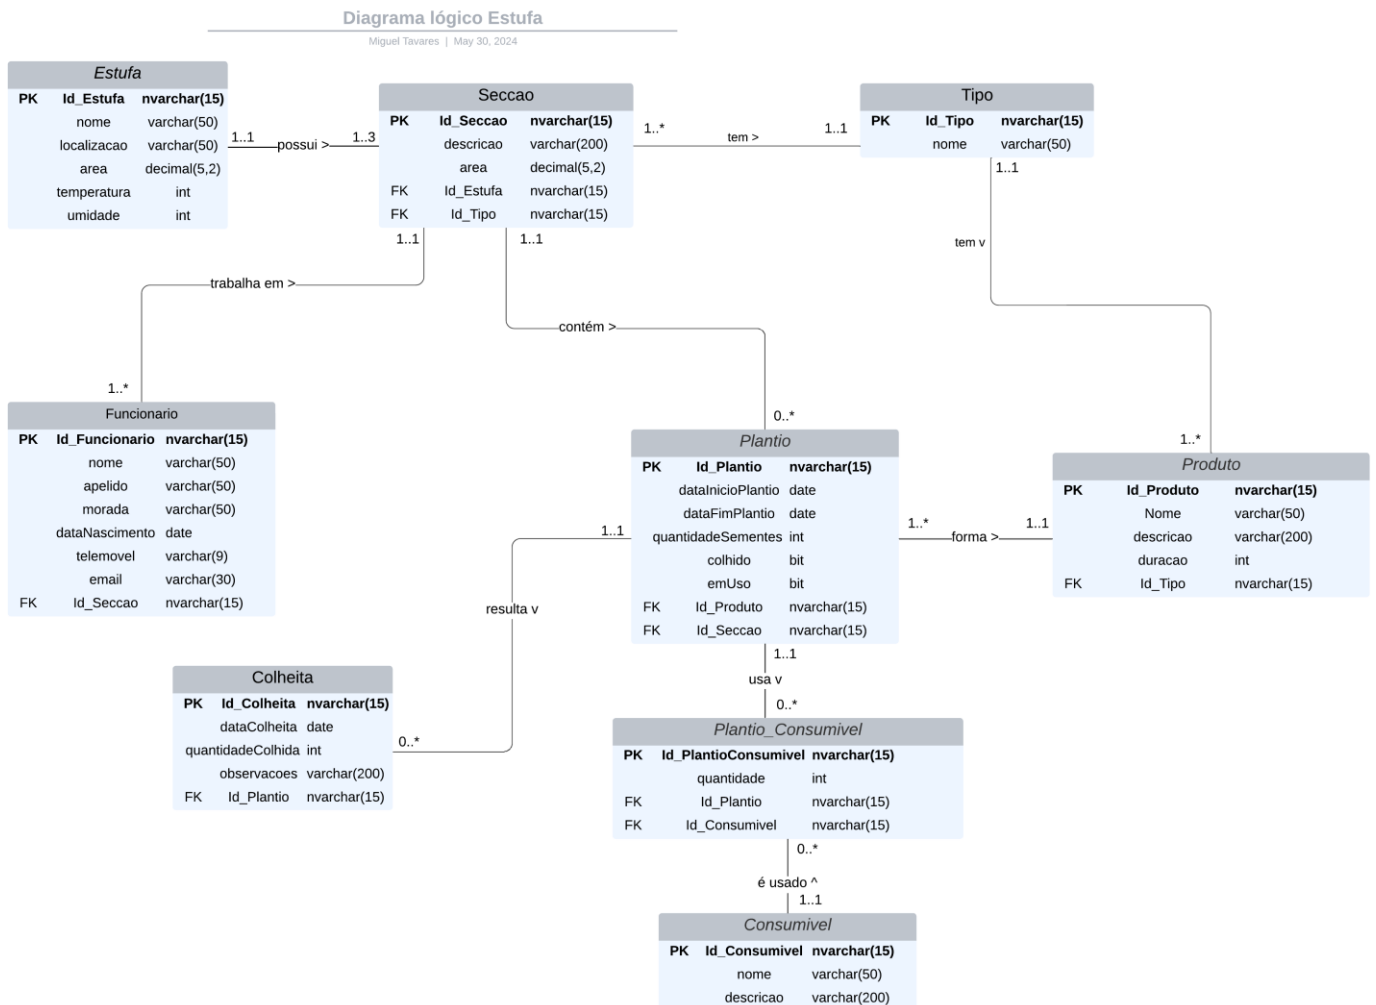 Diagrama lógico Estufa
Miguel Tavares | May 30, 2024
Estufa
PK Id_Estufa nvarchar(15)
nome varchar(50)
localizacao varchar(50)
area decimal(5,2)
temperatura int
umidade int
1..1
possui >
1..3
Seccao
PK Id_Seccao nvarchar(15)
descricao varchar(200)
area decimal(5,2)
FK Id_Estufa nvarchar(15)
FK Id_Tipo nvarchar(15)
1..*
tem >
1..1
Tipo
PK Id_Tipo nvarchar(15)
nome varchar(50)
1..1
tem v
1..*
1..1
trabalha em >
1..*
1..1
contém >
0..*
Funcionario
PK Id_Funcionario nvarchar(15)
nome varchar(50)
apelido varchar(50)
morada varchar(50)
dataNascimento date
telemovel varchar(9)
email varchar(30)
FK Id_Seccao nvarchar(15)
Plantio
PK Id_Plantio nvarchar(15)
dataInicioPlantio date
dataFimPlantio date
quantidadeSementes int
colhido bit
emUso bit
FK Id_Produto nvarchar(15)
FK Id_Seccao nvarchar(15)
1..*
forma >
1..1
Produto
PK Id_Produto nvarchar(15)
Nome varchar(50)
descricao varchar(200)
duracao int
FK Id_Tipo nvarchar(15)
1..1
resulta v
0..*
Colheita
PK Id_Colheita nvarchar(15)
dataColheita date
quantidadeColhida int
observacoes varchar(200)
FK Id_Plantio nvarchar(15)
1..1
usa v
0..*
Plantio_Consumivel
PK Id_PlantioConsumivel nvarchar(15)
quantidade int
FK Id_Plantio nvarchar(15)
FK Id_Consumivel nvarchar(15)
0..*
é usado ^
1..1
Consumivel
PK Id_Consumivel nvarchar(15)
nome varchar(50)
descricao varchar(200)